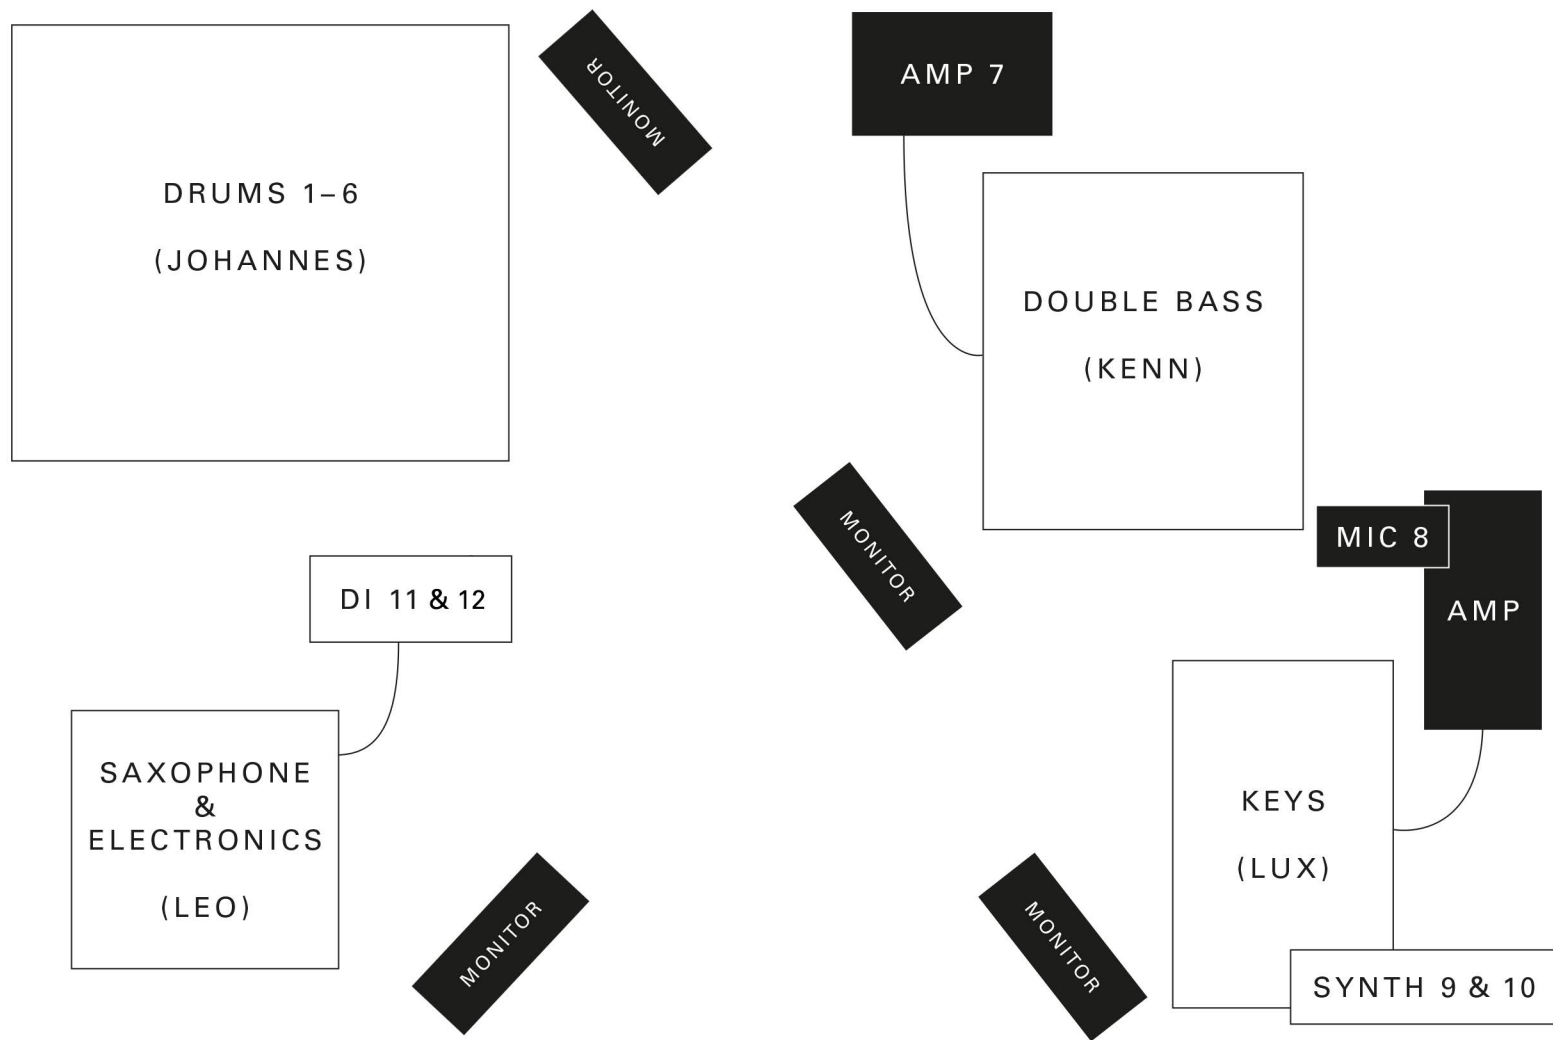 MONITOR
AMP 7
DRUMS 1–6
(JOHANNES)
DOUBLE BASS
(KENN)
MONITOR
MIC 8
AMP
DI 11 & 12
SAXOPHONE
&
ELECTRONICS
(LEO)
MONITOR
MONITOR
KEYS
(LUX)
SYNTH 9 & 10